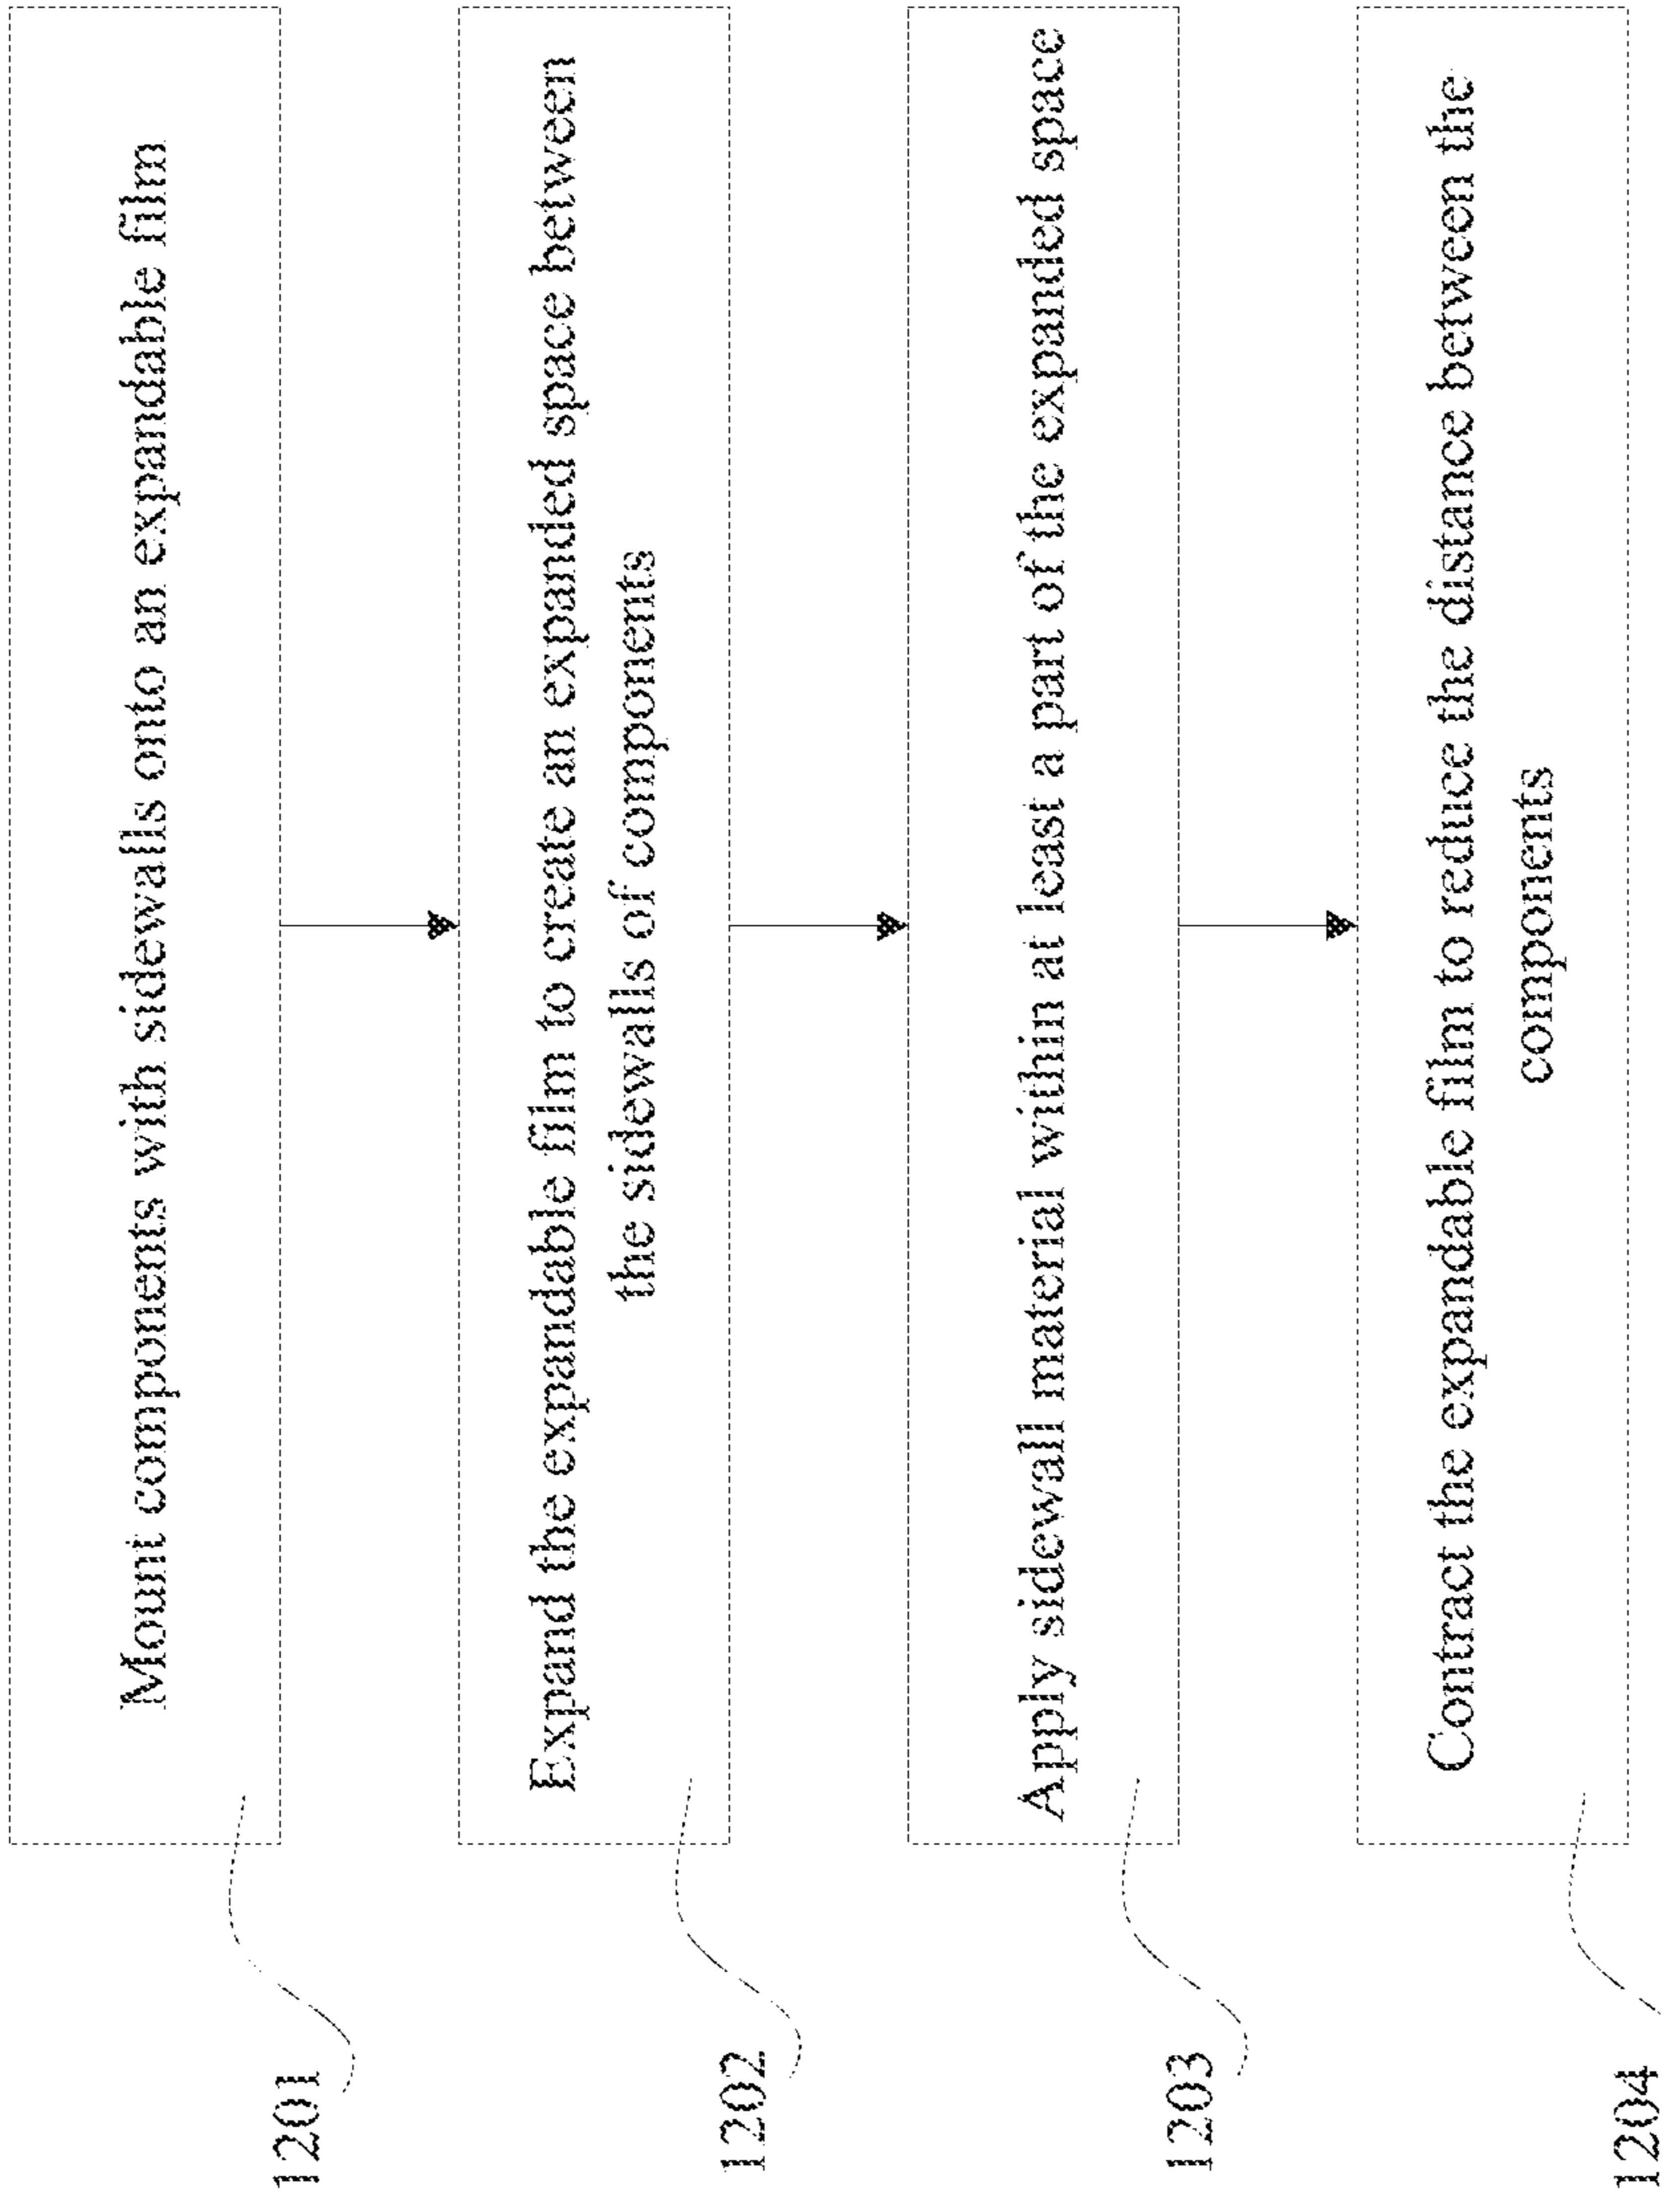 Mount components with sidewalls onto an expandable film
1201
Expand the expandable film to create an expanded space between
the sidewalls of components
1202
Apply sidewall material within at least a part of the expanded space
1203
Contract the expandable film to reduce the distance between the
components
1204